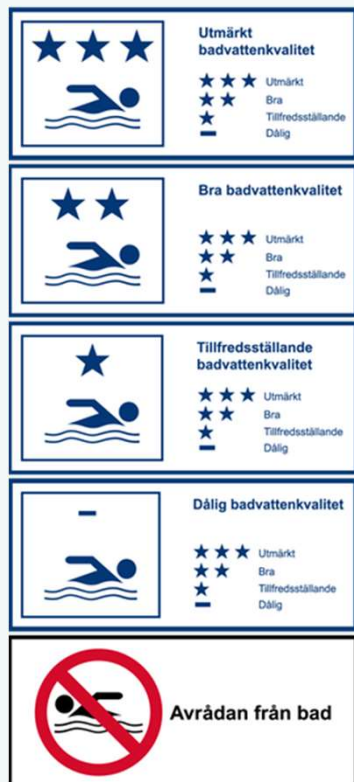 Utmärkt
badvattenkvalitet
Utmärkt
Bra
Tillfredsställande
Dålig
Bra badvattenkvalitet
Utmärkt
Bra
Tillfredsställande
Dålig
Tillfredsställande
badvattenkvalitet
Utmärkt
Bra
Tillfredsställande
Dålig
Dålig badvattenkvalitet
Utmärkt
Bra
Tillfredsställande
Dålig
Avrådan från bad